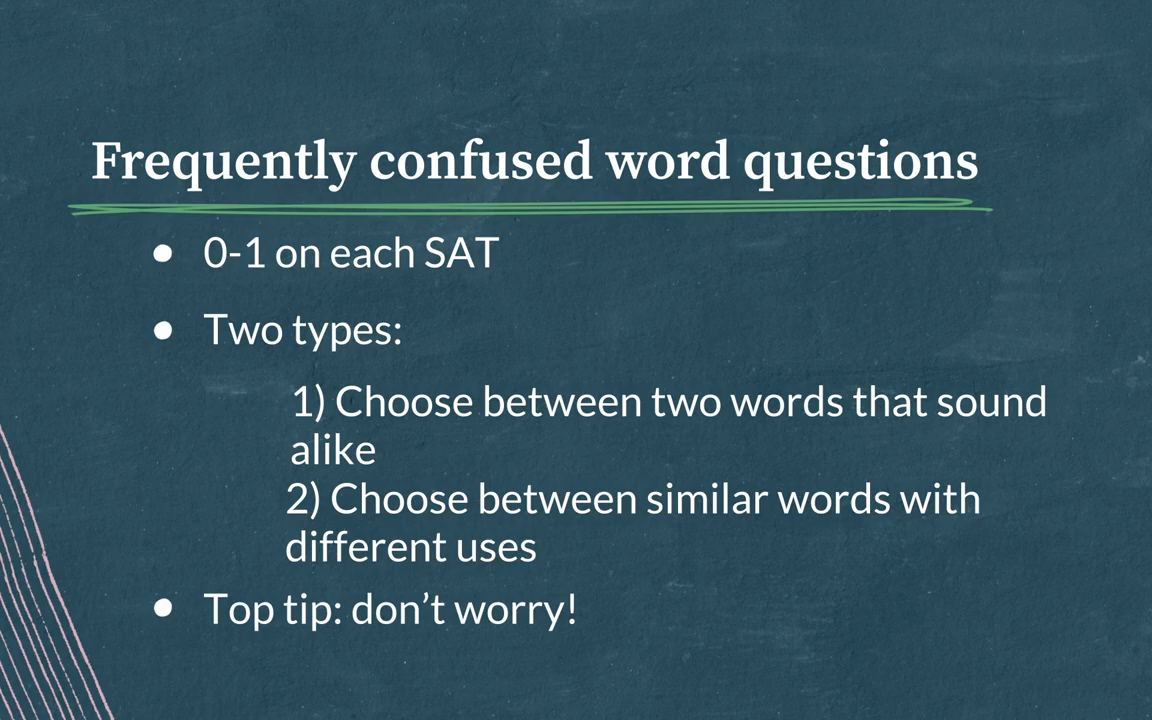 Frequently confused word questions
● 0-1 on each SAT
● Two types:
1) Choose between two words that sound
alike
2) Choose between similar words with
different uses
● Top tip: don’t worry!